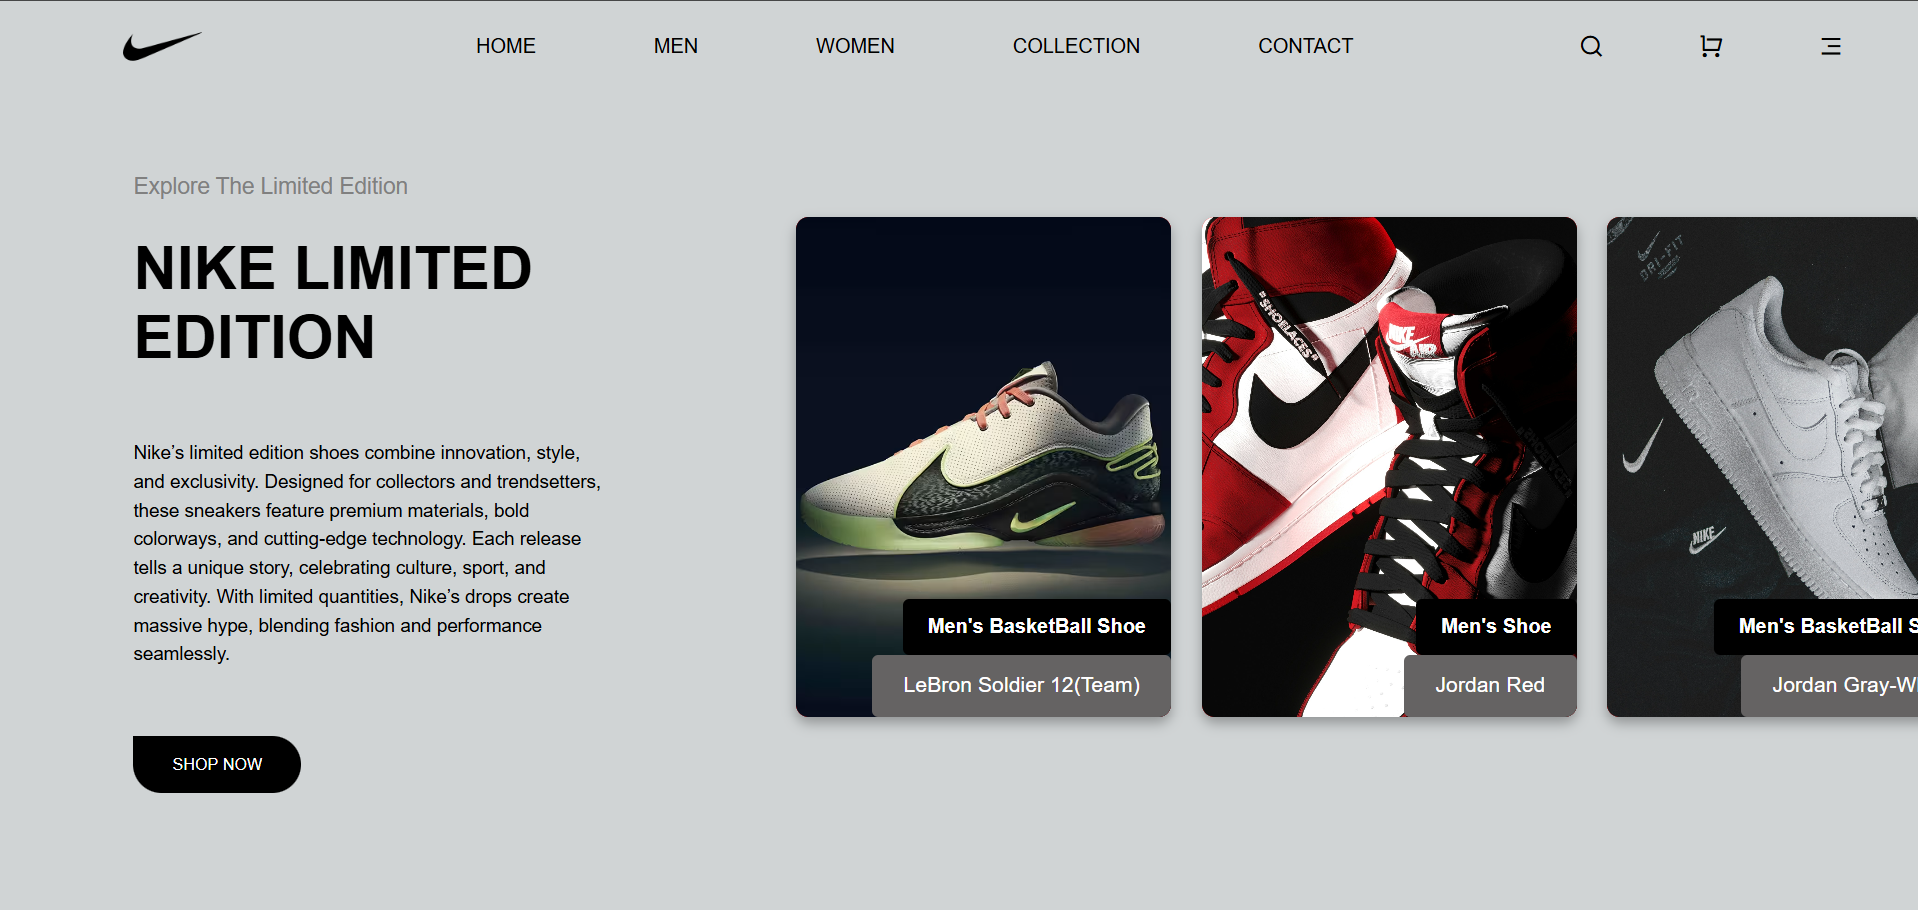 HOME
MEN
WOMEN
COLLECTION
CONTACT
Explore The Limited Edition
NIKE LIMITED
EDITION
Nike’s limited edition shoes combine innovation, style,
and exclusivity. Designed for collectors and trendsetters,
these sneakers feature premium materials, bold
colorways, and cutting-edge technology. Each release
tells a unique story, celebrating culture, sport, and
creativity. With limited quantities, Nike’s drops create
massive hype, blending fashion and performance
seamlessly.
SHOP NOW
Men's BasketBall Shoe
LeBron Soldier 12(Team)
"SHOELACES"
NIKE
AIR
Men's Shoe
Jordan Red
DRI-FIT
NIKE
Men's BasketBall S
Jordan Gray-W